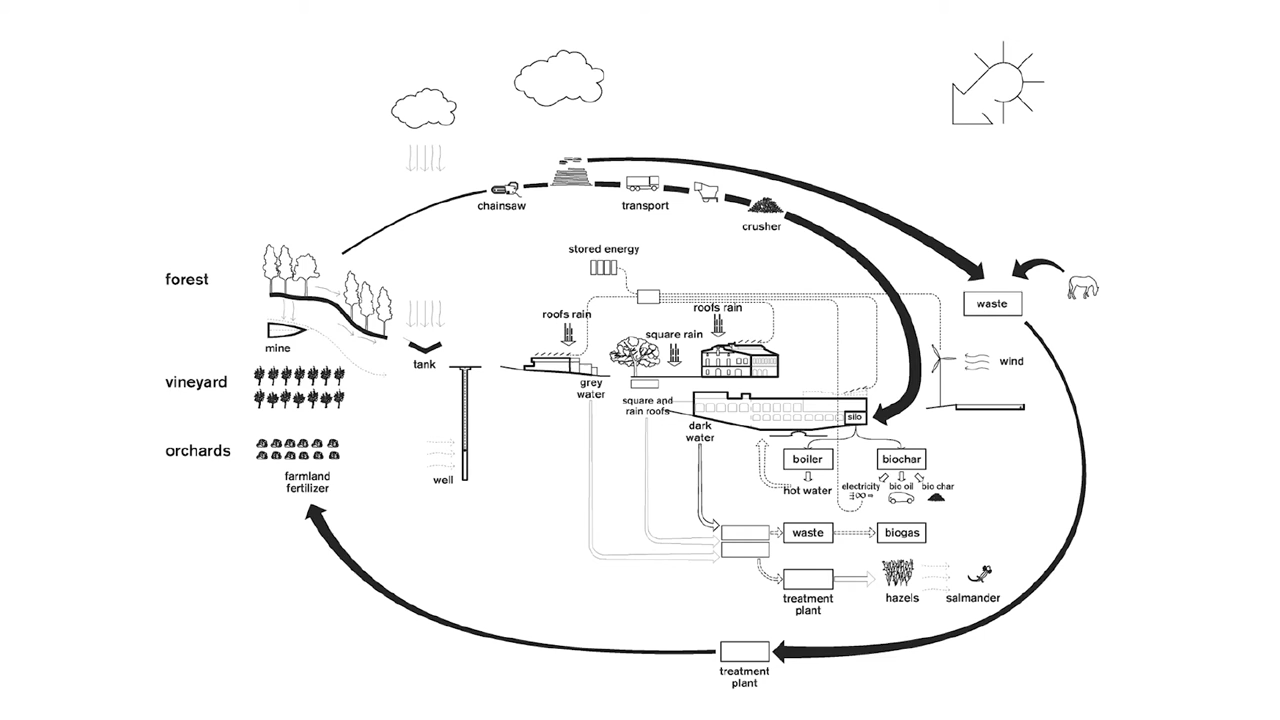 chainsaw
transport
crusher
stored energy
forest
waste
roofs rain
roofs rain
square rain
mine
tank
wind
vineyard
grey
water
square and
rain roofs
silo
dark
water
orchards
boiler
biochar
farmland
fertilizer
well
hot water
electricity
bio oil
bio char
waste
biogas
treatment
plant
hazels
salmander
treatment
plant